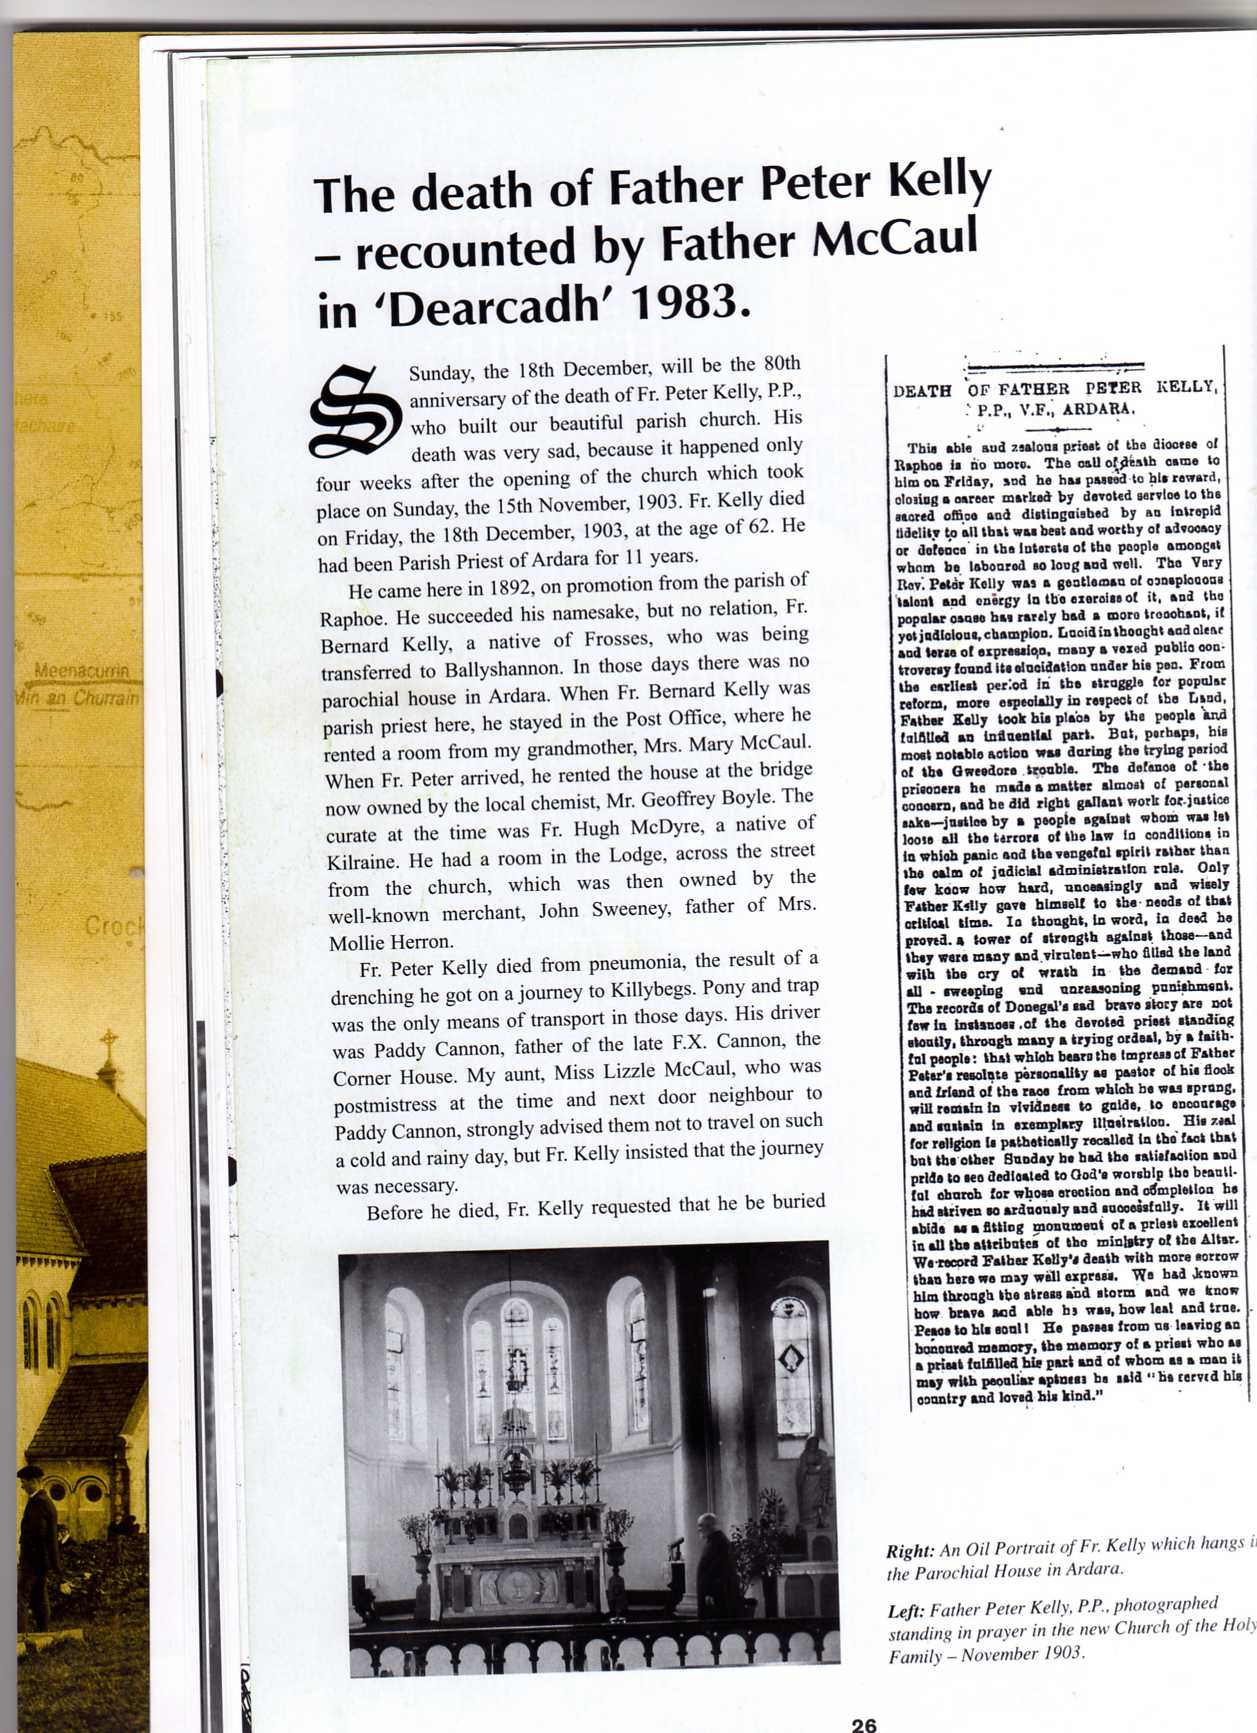 The death of Father Peter Kelly
– recounted by Father McCaul
in ‘Dearcadh’ 1983.
S Sunday, the 18th December, will be the 80th
anniversary of the death of Fr. Peter Kelly, P.P.,
who built our beautiful parish church. His
death was very sad, because it happened only
four weeks after the opening of the church which took
place on Sunday, the 15th November, 1903. Fr. Kelly died
on Friday, the 18th December, 1903, at the age of 62. He
had been Parish Priest of Ardara for 11 years.
He came here in 1892, on promotion from the parish of
Raphoe. He succeeded his namesake, but no relation, Fr.
Bernard Kelly, a native of Frosses, who was being
transferred to Ballyshannon. In those days there was no
parochial house in Ardara. When Fr. Bernard Kelly was
parish priest here, he stayed in the Post Office, where he
rented a room from my grandmother, Mrs. Mary McCaul.
When Fr. Peter arrived, he rented the house at the bridge
now owned by the local chemist, Mr. Geoffrey Boyle. The
curate at the time was Fr. Hugh McDyre, a native of
Kilraine. He had a room in the Lodge, across the street
from the church, which was then owned by the
well-known merchant, John Sweeney, father of Mrs.
Mollie Herron.
Fr. Peter Kelly died from pneumonia, the result of a
drenching he got on a journey to Killybegs. Pony and trap
was the only means of transport in those days. His driver
was Paddy Cannon, father of the late F.X. Cannon, the
Corner House. My aunt, Miss Lizzle McCaul, who was
postmistress at the time and next door neighbour to
Paddy Cannon, strongly advised them not to travel on such
a cold and rainy day, but Fr. Kelly insisted that the journey
was necessary.
Before he died, Fr. Kelly requested that he be buried
DEATH OF FATHER PETER KELLY,
P.P., V.F., ARDARA.
This able and zealous priest of the diocese of
Raphoe is no more. The call of death came to
him on Friday, and he has passed to his reward,
closing a career marked by devoted service to the
sacred office and distinguished by an intrepid
fidelity to all that was best and worthy of advocacy
or defence in the interests of the people amongst
whom he laboured so long and well. The Very
Rev. Peter Kelly was a gentleman of conspicuous
talent and energy in the exercise of it, and the
popular cause has rarely had a more trenchant, if
yet judicious, champion. Lucid in thought and clear
and terse of expression, many a vexed public con-
troversy found its elucidation under his pen. From
the earliest period in the struggle for popular
reform, more especially in respect of the Land,
Father Kelly took his place by the people and
fulfilled an influential part. But, perhaps, his
most notable action was during the trying period
of the Gweedore trouble. The defence of the
prisoners he made a matter almost of personal
concern, and he did right gallant work for justice
sake—justice by a people against whom was let
loose all the terrors of the law in conditions in
in which panic and the vengeful spirit rather than
the calm of judicial administration rule. Only
few know how hard, unceasingly and wisely
Father Kelly gave himself to the needs of that
critical time. In thought, in word, in deed he
proved a tower of strength against those—and
they were many and virulent—who filled the land
with the cry of wrath in the demand for
all - sweeping and unreasoning punishment.
The records of Donegal's sad brave story are not
few in instances of the devoted priest standing
stoutly, through many a trying ordeal, by a faith-
ful people: that which bears the impress of Father
Peter's resolute personality as pastor of his flock
and friend of the race from which he was sprung,
will remain in vividness to guide, to encourage
and sustain in exemplary illustration. His zeal
for religion is pathetically recalled in the fact that
but the other Sunday he had the satisfaction and
pride to see dedicated to God's worship the beauti-
ful church for whose erection and completion he
had striven so arduously and successfully. It will
abide as a fitting monument of a priest excellent
in all the attributes of the ministry of the Altar.
We record Father Kelly's death with more sorrow
than here we may well express. We had known
him through the stress and storm and we know
how brave and able he was, how leal and true.
Peace to his soul! He passes from us leaving an
honoured memory, the memory of a priest who as
a priest fulfilled his part and of whom as a man it
may with peculiar aptness be said "he served his
country and loved his kind."
Right: An Oil Portrait of Fr. Kelly which hangs
the Parochial House in Ardara.
Left: Father Peter Kelly, P.P., photographed
standing in prayer in the new Church of the Holy
Family – November 1903.
26
80
155
Meenacurrin
Min an Churrain
Crock